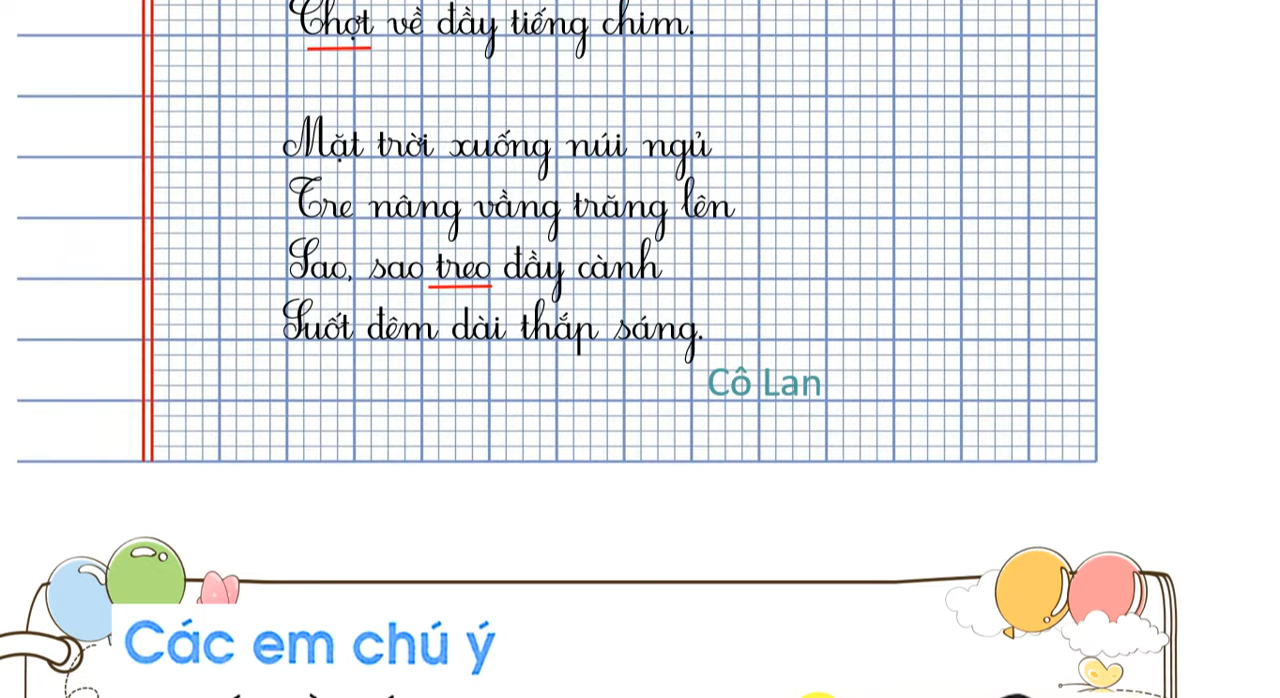 Chợt về đầy tiếng chim.
Mặt trời xuống núi ngủ
Tre nâng vầng trăng lên
Sao, sao treo đầy cành
Suốt đêm dài thắp sáng.
Cô Lan
Các em chú ý